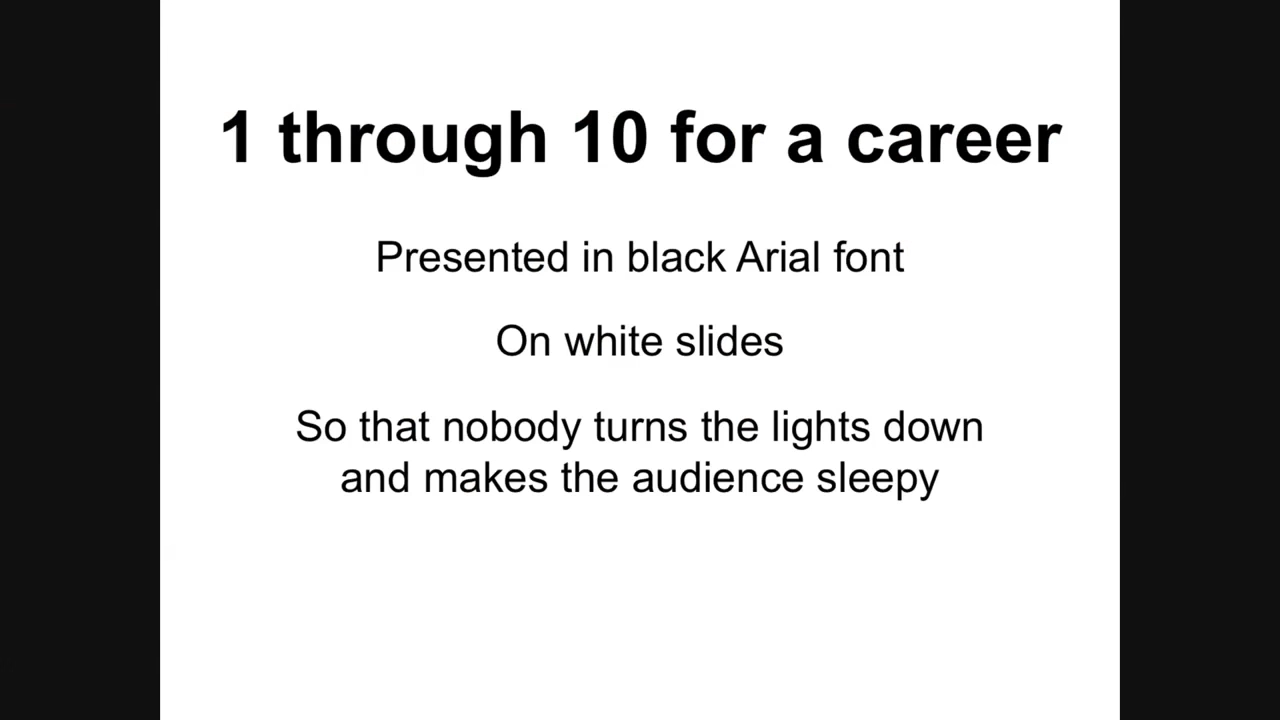 1 through 10 for a career
Presented in black Arial font
On white slides
So that nobody turns the lights down
and makes the audience sleepy